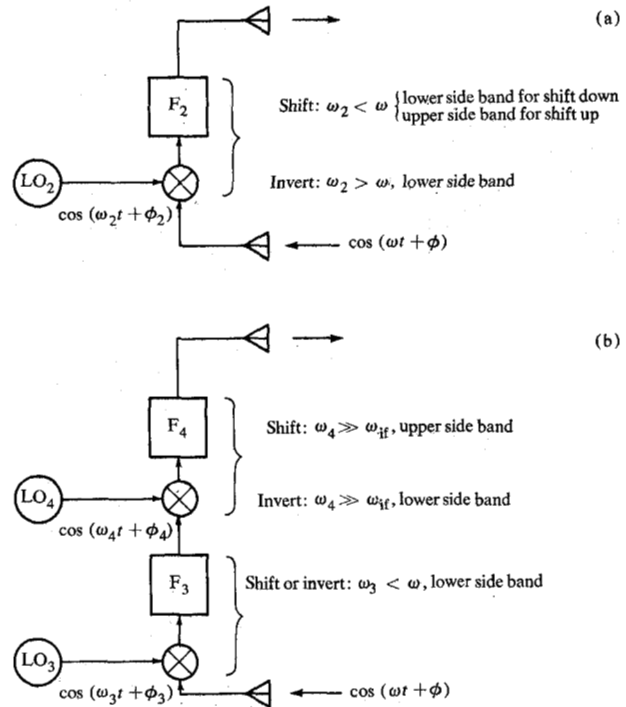 (a)
F₂
Shift: ω₂ < ω { lower side band for shift down
upper side band for shift up
LO₂
Invert: ω₂ > ω, lower side band
cos (ω₂t + ϕ₂)
cos (ωt + ϕ)
(b)
F₄
Shift: ω₄ ≫ ω_if, upper side band
LO₄
Invert: ω₄ ≫ ω_if, lower side band
cos (ω₄t + ϕ₄)
F₃
Shift or invert: ω₃ < ω, lower side band
LO₃
cos (ω₃t + ϕ₃)
cos (ωt + ϕ)